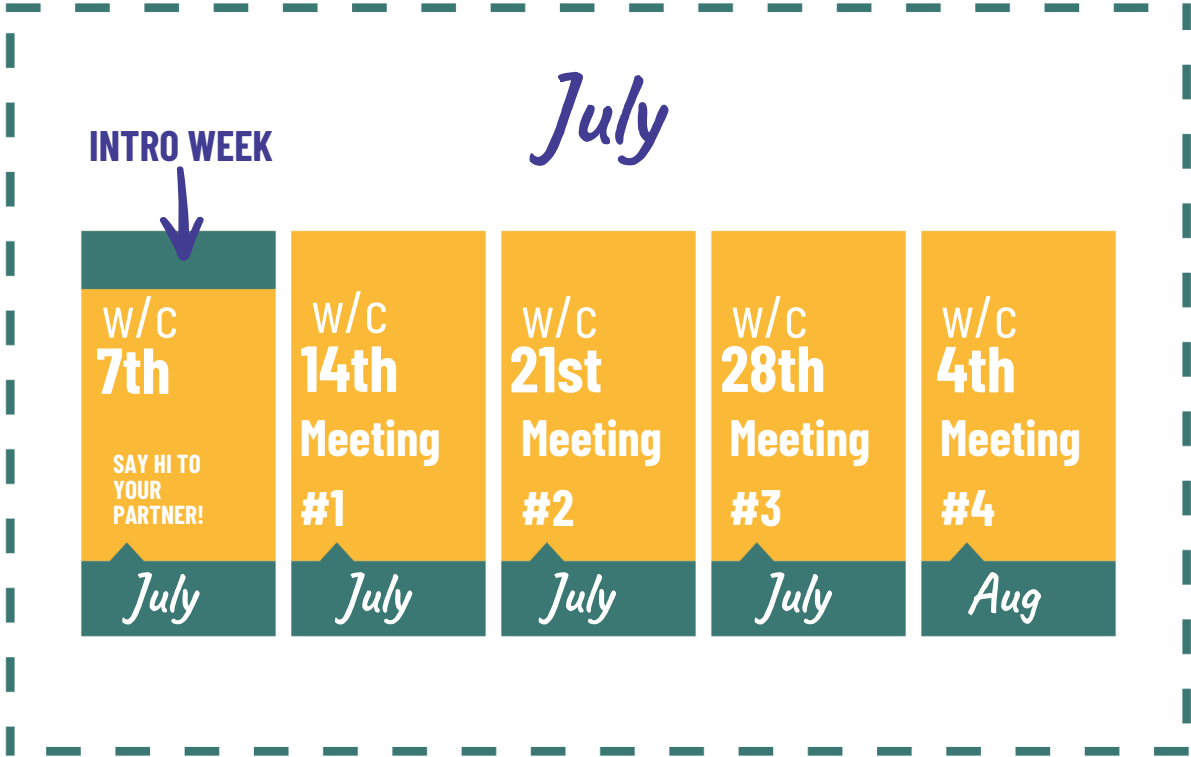 July
INTRO WEEK
W/C
7th
SAY HI TO
YOUR
PARTNER!
July
W/C
14th
Meeting
#1
July
W/C
21st
Meeting
#2
July
W/C
28th
Meeting
#3
July
W/C
4th
Meeting
#4
Aug